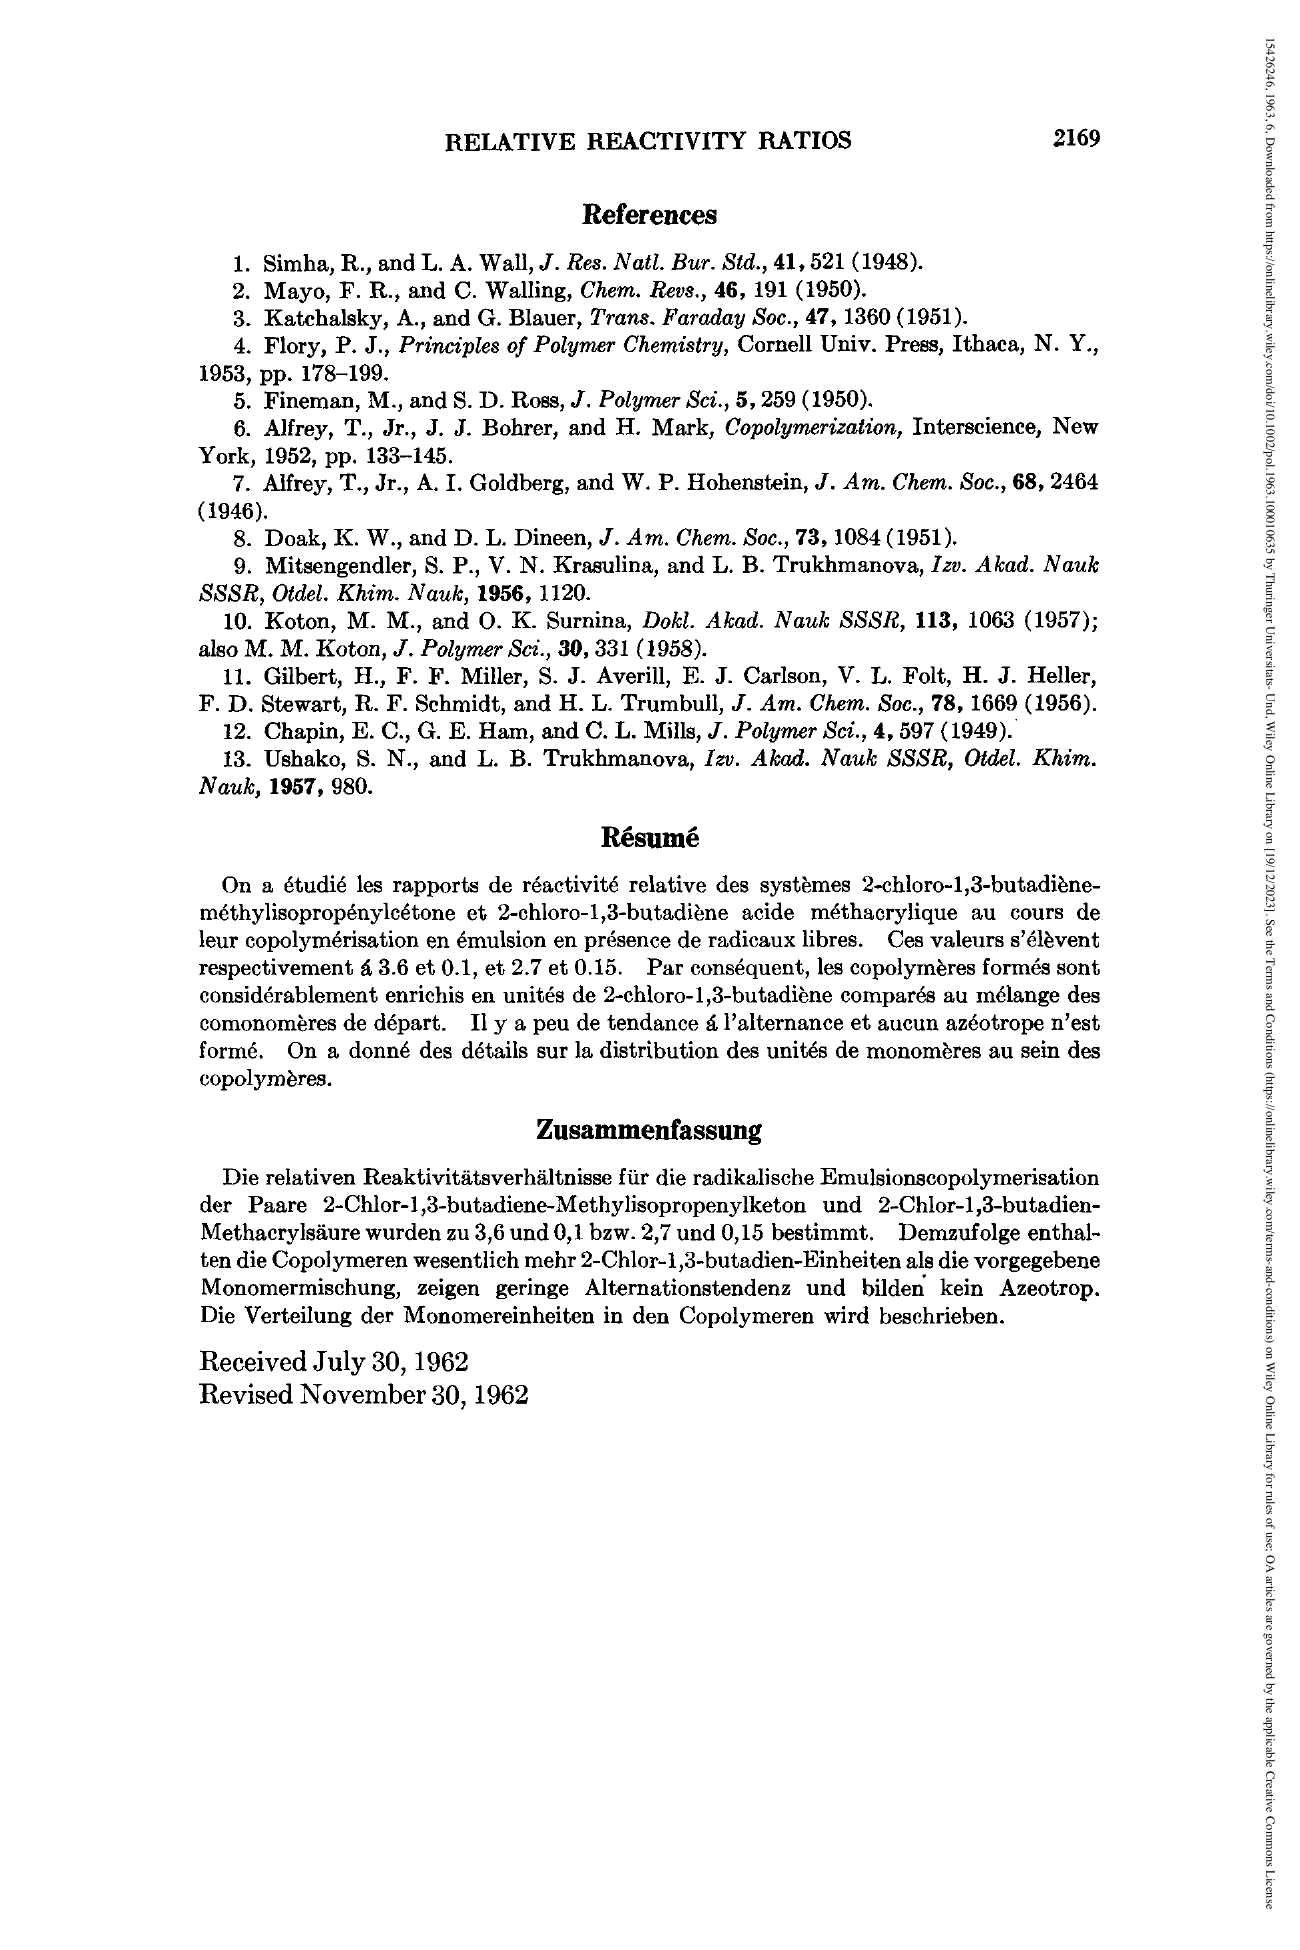 RELATIVE REACTIVITY RATIOS 2169
References
1. Simha, R., and L. A. Wall, J. Res. Natl. Bur. Std., 41, 521 (1948).
2. Mayo, F. R., and C. Walling, Chem. Revs., 46, 191 (1950).
3. Katchalsky, A., and G. Blauer, Trans. Faraday Soc., 47, 1360 (1951).
4. Flory, P. J., Principles of Polymer Chemistry, Cornell Univ. Press, Ithaca, N. Y.,
1953, pp. 178–199.
5. Fineman, M., and S. D. Ross, J. Polymer Sci., 5, 259 (1950).
6. Alfrey, T., Jr., J. J. Bohrer, and H. Mark, Copolymerization, Interscience, New
York, 1952, pp. 133–145.
7. Alfrey, T., Jr., A. I. Goldberg, and W. P. Hohenstein, J. Am. Chem. Soc., 68, 2464
(1946).
8. Doak, K. W., and D. L. Dineen, J. Am. Chem. Soc., 73, 1084 (1951).
9. Mitsengendler, S. P., V. N. Krasulina, and L. B. Trukhmanova, Izv. Akad. Nauk
SSSR, Otdel. Khim. Nauk, 1956, 1120.
10. Koton, M. M., and O. K. Surnina, Dokl. Akad. Nauk SSSR, 113, 1063 (1957);
also M. M. Koton, J. Polymer Sci., 30, 331 (1958).
11. Gilbert, H., F. F. Miller, S. J. Averill, E. J. Carlson, V. L. Folt, H. J. Heller,
F. D. Stewart, R. F. Schmidt, and H. L. Trumbull, J. Am. Chem. Soc., 78, 1669 (1956).
12. Chapin, E. C., G. E. Ham, and C. L. Mills, J. Polymer Sci., 4, 597 (1949).
13. Ushako, S. N., and L. B. Trukhmanova, Izv. Akad. Nauk SSSR, Otdel. Khim.
Nauk, 1957, 980.
Résumé
On a étudié les rapports de réactivité relative des systèmes 2-chloro-1,3-butadiène-
méthylisopropénylcétone et 2-chloro-1,3-butadiène acide méthacrylique au cours de
leur copolymérisation en émulsion en présence de radicaux libres. Ces valeurs s'élèvent
respectivement á 3.6 et 0.1, et 2.7 et 0.15. Par conséquent, les copolymères formés sont
considérablement enrichis en unités de 2-chloro-1,3-butadiène comparés au mélange des
comonomères de départ. Il y a peu de tendance á l'alternance et aucun azéotrope n'est
formé. On a donné des détails sur la distribution des unités de monomères au sein des
copolymères.
Zusammenfassung
Die relativen Reaktivitätsverhältnisse für die radikalische Emulsionscopolymerisation
der Paare 2-Chlor-1,3-butadiene-Methylisopropenylketon und 2-Chlor-1,3-butadien-
Methacrylsäure wurden zu 3,6 und 0,1 bzw. 2,7 und 0,15 bestimmt. Demzufolge enthal-
ten die Copolymeren wesentlich mehr 2-Chlor-1,3-butadien-Einheiten als die vorgegebene
Monomermischung, zeigen geringe Alternationstendenz und bilden kein Azeotrop.
Die Verteilung der Monomereinheiten in den Copolymeren wird beschrieben.
Received July 30, 1962
Revised November 30, 1962
15426246, 1963, 6, Downloaded from https://onlinelibrary.wiley.com/doi/10.1002/pol.1963.100010635 by Thuringer Universitats- Und, Wiley Online Library on [19/12/2023]. See the Terms and Conditions (https://onlinelibrary.wiley.com/terms-and-conditions) on Wiley Online Library for rules of use; OA articles are governed by the applicable Creative Commons License